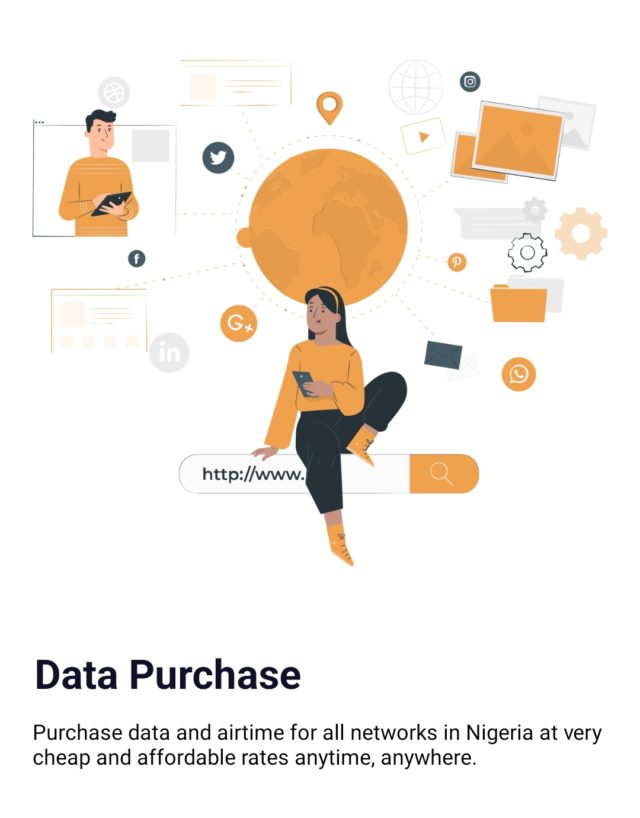 f
G+
in
http://www.
Data Purchase
Purchase data and airtime for all networks in Nigeria at very
cheap and affordable rates anytime, anywhere.